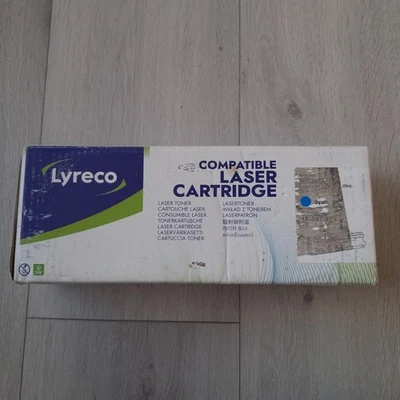 Lyreco
COMPATIBLE
LASER
CARTRIDGE
LASER TONER
CARTOUCHE LASER
CONSUMIBLE LASER
TONERKARTUSCHE
LASER CARTRIDGE
LASERVÄRIKASETTI
CARTUCCIA TONER
LASERTONER
WKŁAD Z TONEREM
LASERPATRON
Cyan